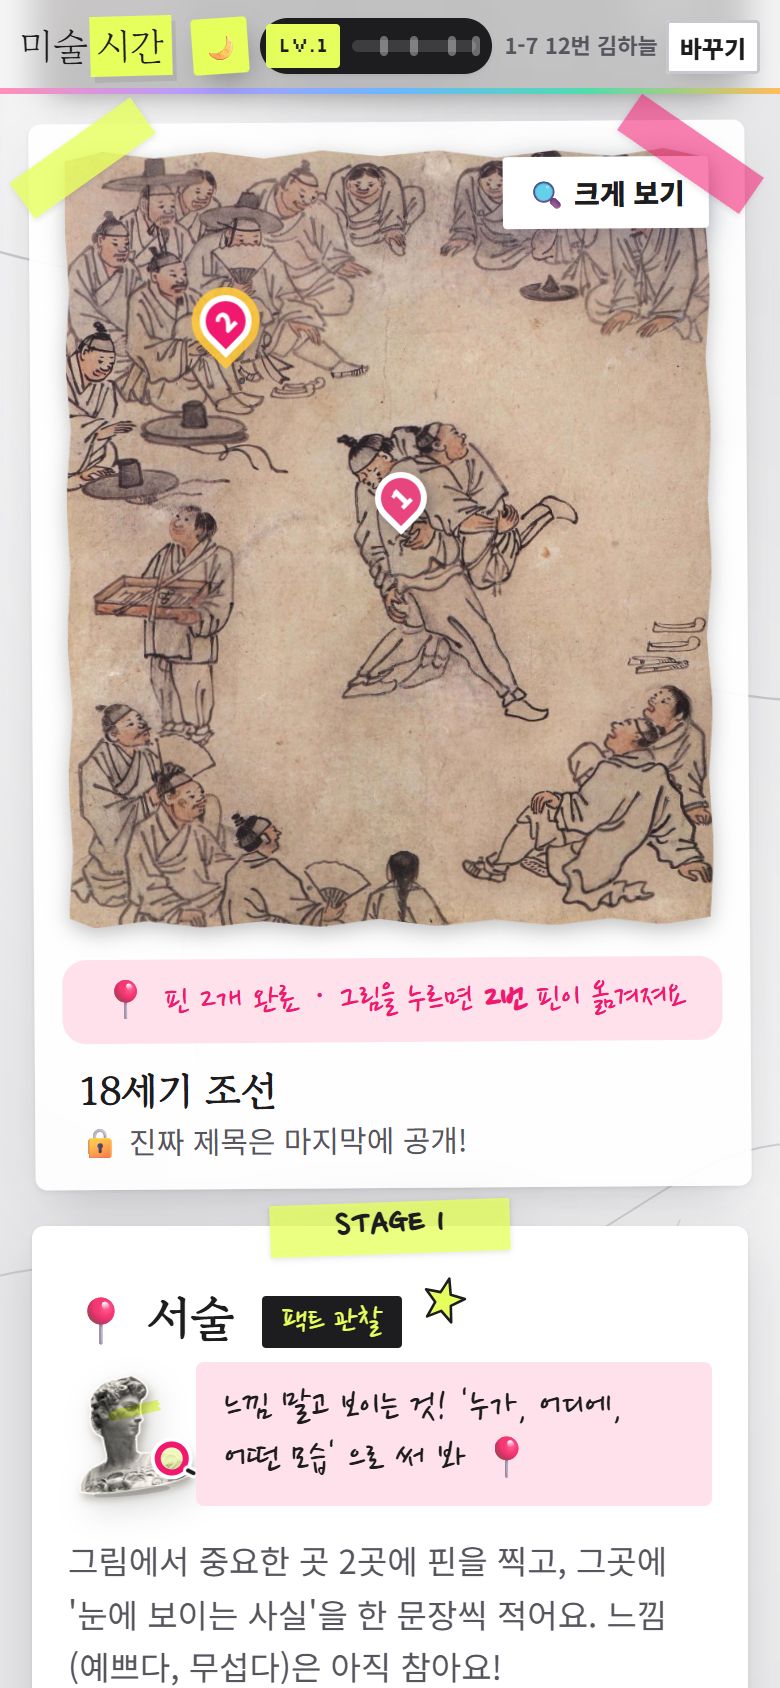 미술 시간 🌙 LV.1 1-7 12번 김하늘 바꾸기
🔍 크게 보기
2
1
📍 핀 2개 완료 · 그림을 누르면 2번 핀이 옮겨져요
18세기 조선
🔒 진짜 제목은 마지막에 공개!
STAGE 1
📍 서술 팩트 관찰
느낌 말고 보이는 것! '누가, 어디에,
어떤 모습' 으로 써 봐 📍
그림에서 중요한 곳 2곳에 핀을 찍고, 그곳에
'눈에 보이는 사실'을 한 문장씩 적어요. 느낌
(예쁘다, 무섭다)은 아직 참아요!